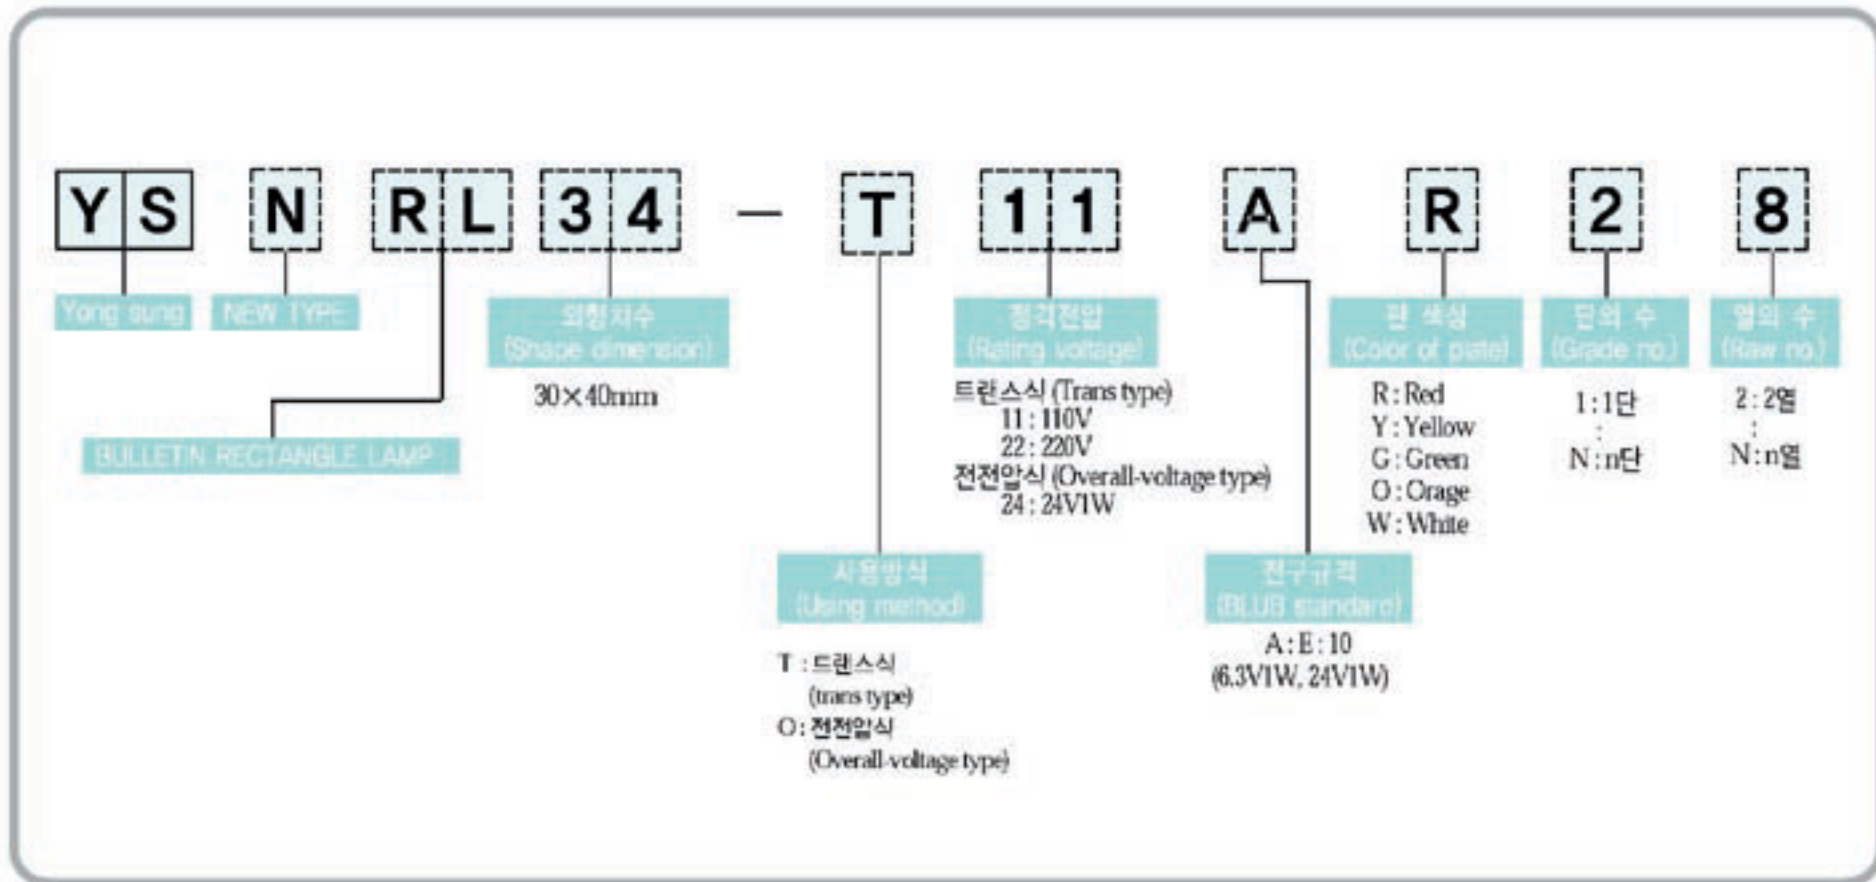 YS N RL 34 - T 11 A R 2 8
Yong sung
NEW TYPE
BULLETIN RECTANGLE LAMP
외형치수
(Shape dimension)
30×40mm
사용방식
(Using method)
T : 트랜스식
(trans type)
O : 전전압식
(Overall-voltage type)
정격전압
(Rating voltage)
트랜스식 (Trans type)
11 : 110V
22 : 220V
전전압식 (Overall-voltage type)
24 : 24V1W
전구규격
(BLUB standard)
A : E : 10
(6.3V1W, 24V1W)
판 색상
(Color of plate)
R : Red
Y : Yellow
G : Green
O : Orage
W : White
단의 수
(Grade no.)
1 : 1단
:
N : n단
열의 수
(Raw no.)
2 : 2열
:
N : n열